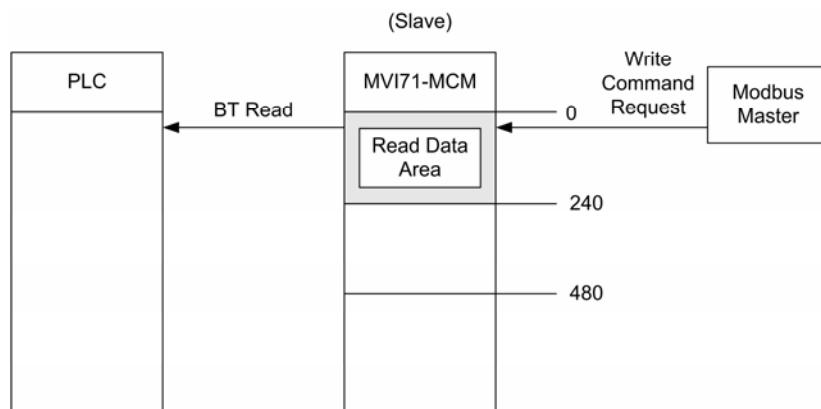 (Slave)
PLC
MVI71-MCM
Write
Command
Request
Modbus
Master
BT Read
0
Read Data
Area
240
480